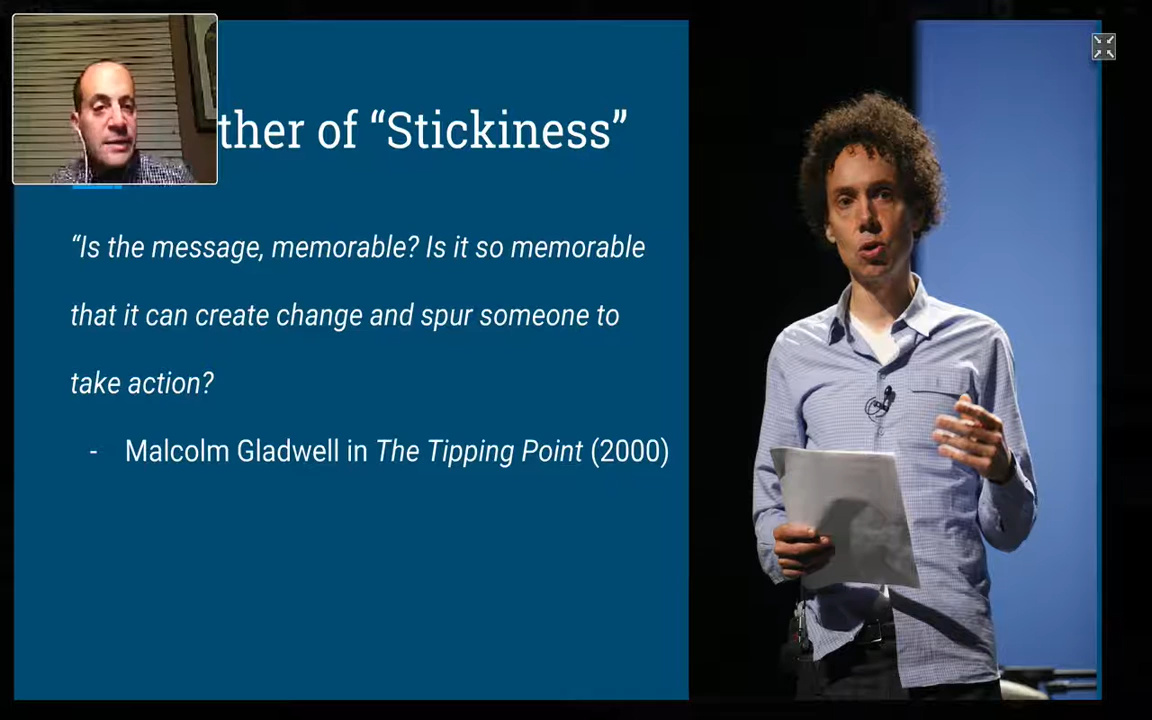 ther of “Stickiness”
“Is the message, memorable? Is it so memorable
that it can create change and spur someone to
take action?
- Malcolm Gladwell in The Tipping Point (2000)